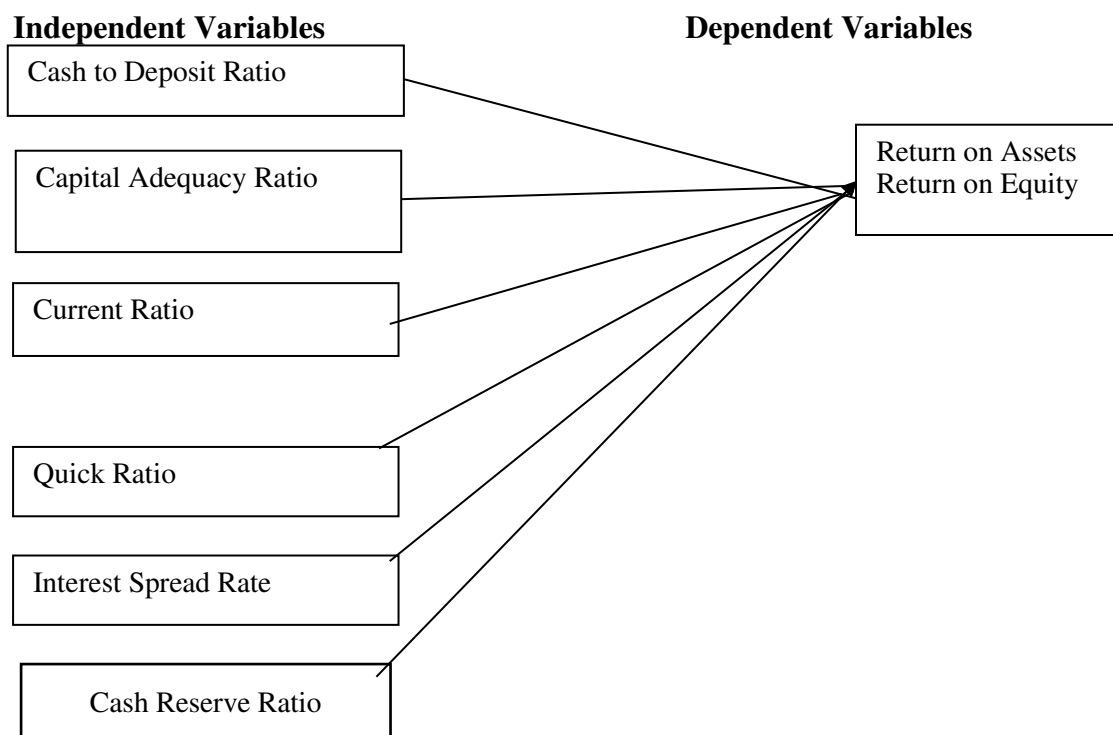 Independent Variables
Dependent Variables
Cash to Deposit Ratio
Capital Adequacy Ratio
Return on Assets
Return on Equity
Current Ratio
Quick Ratio
Interest Spread Rate
Cash Reserve Ratio